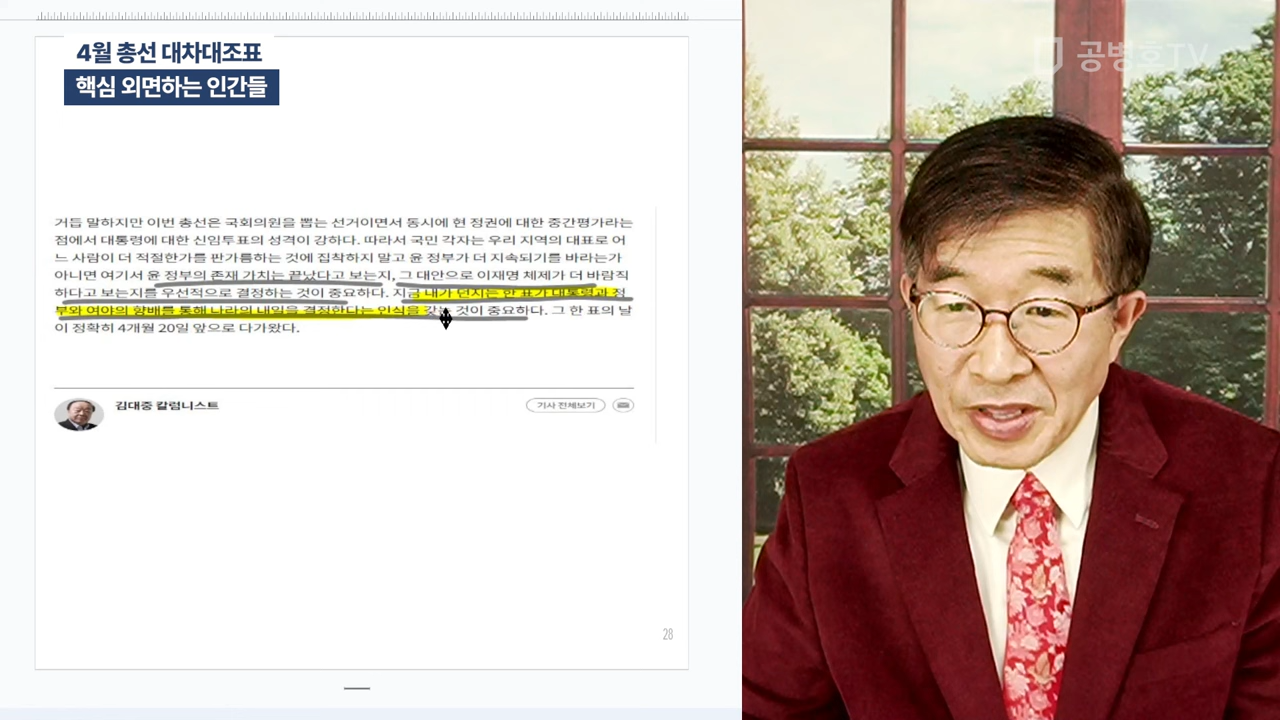 4월 총선 대차대조표
핵심 외면하는 인간들
공병호TV
거듭 말하지만 이번 총선은 국회의원을 뽑는 선거이면서 동시에 현 정권에 대한 중간평가라는
점에서 대통령에 대한 신임투표의 성격이 강하다. 따라서 국민 각자는 우리 지역의 대표로 어
느 사람이 더 적절한가를 판가름하는 것에 집착하지 말고 윤 정부가 더 지속되기를 바라는가
아니면 여기서 윤 정부의 존재 가치는 끝났다고 보는지, 그 대안으로 이재명 체제가 더 바람직
하다고 보는지를 우선적으로 결정하는 것이 중요하다. 지금 내가 던지는 한 표가 대통령과 정
부와 여야의 향배를 통해 나라의 내일을 결정한다는 인식을 갖는 것이 중요하다. 그 한 표의 날
이 정확히 4개월 20일 앞으로 다가왔다.
김대중 칼럼니스트
기사 전체보기
28